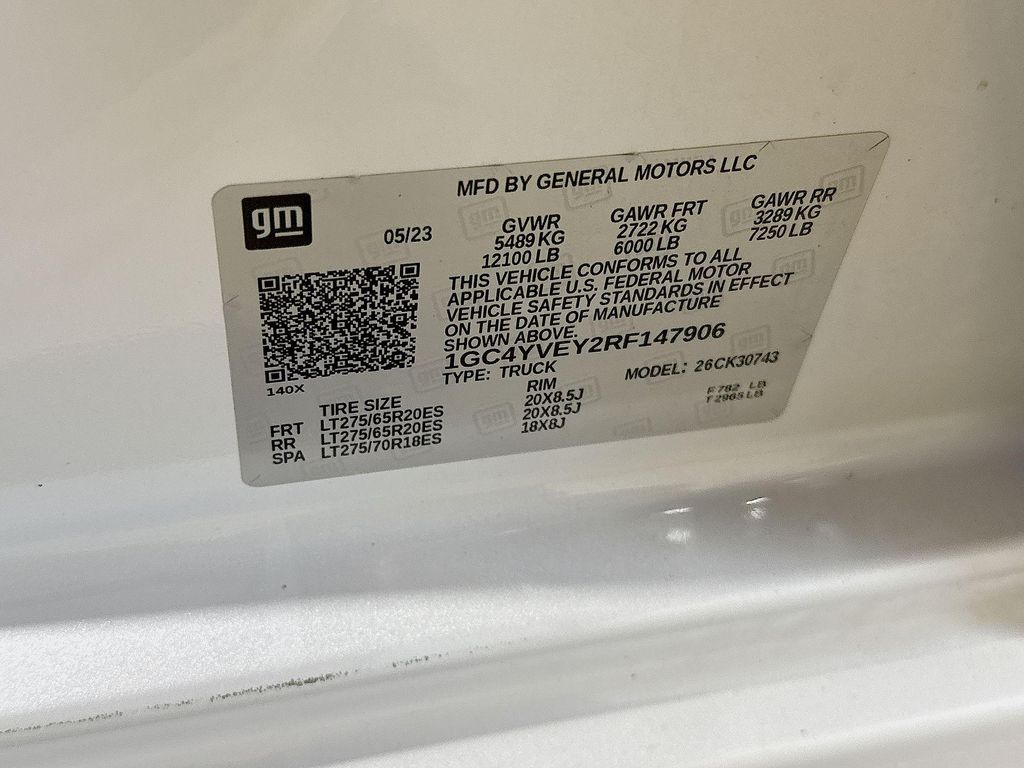 MFD BY GENERAL MOTORS LLC
gm
05/23
GVWR
5489 KG
12100 LB
GAWR FRT
2722 KG
6000 LB
GAWR RR
3289 KG
7250 LB
THIS VEHICLE CONFORMS TO ALL
APPLICABLE U.S. FEDERAL MOTOR
VEHICLE SAFETY STANDARDS IN EFFECT
ON THE DATE OF MANUFACTURE
SHOWN ABOVE.
1GC4YVEY2RF147906
TYPE: TRUCK
MODEL: 26CK30743
140X
TIRE SIZE RIM
FRT LT275/65R20ES 20X8.5J
RR LT275/65R20ES 20X8.5J
SPA LT275/70R18ES 18X8J
F 782 LB
T 2965 LB